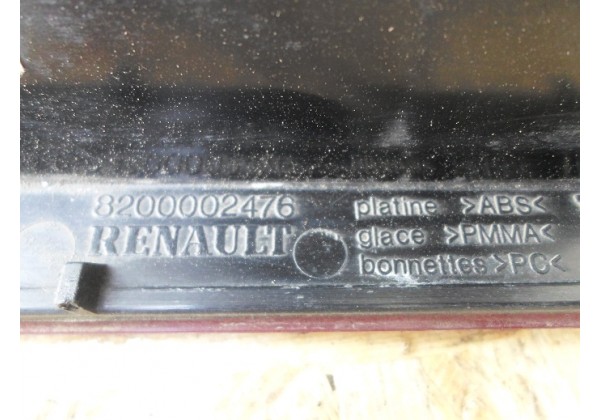 8200002476
RENAULT
platine >ABS<
glace >PMMA<
bonnettes >PC<